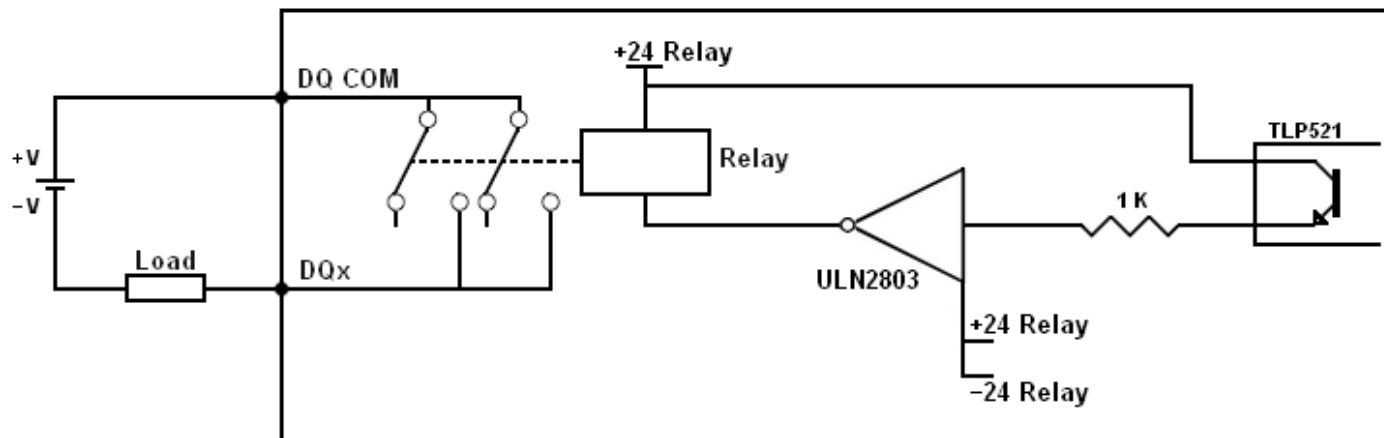 +24 Relay
DQ COM
TLP521
+V
Relay
-V
1 K
Load
DQx
ULN2803
+24 Relay
-24 Relay